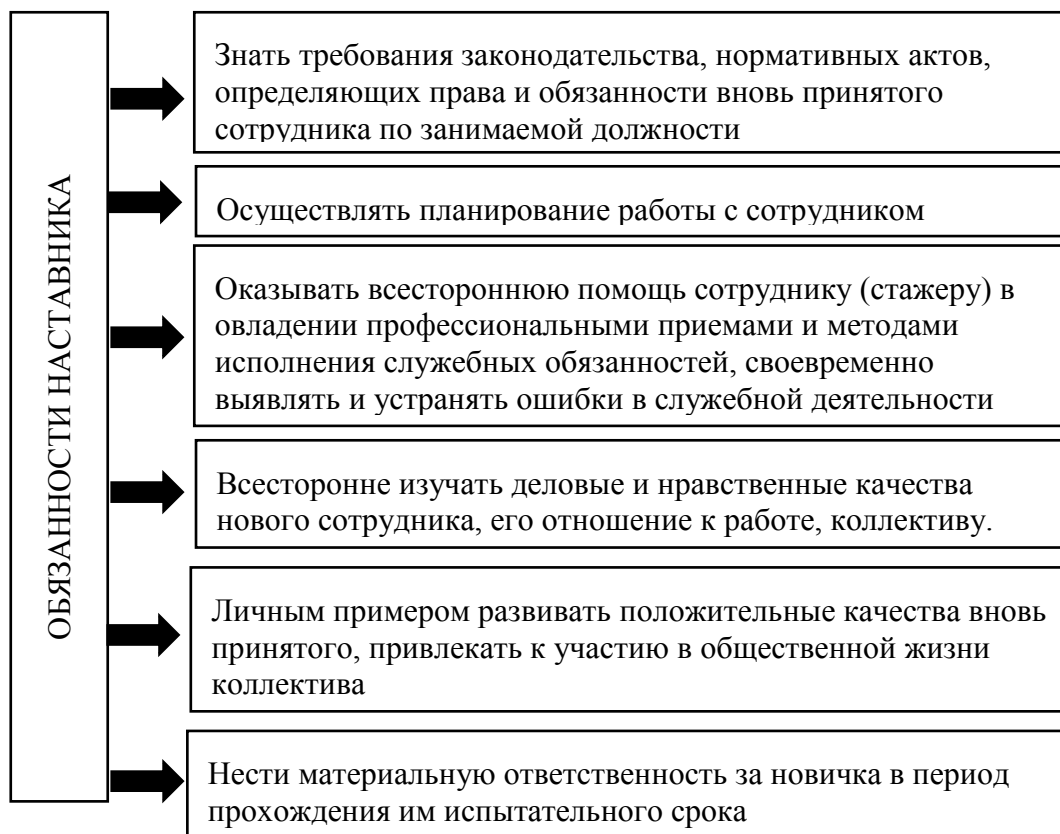 ОБЯЗАННОСТИ НАСТАВНИКА
Знать требования законодательства, нормативных актов,
определяющих права и обязанности вновь принятого
сотрудника по занимаемой должности
Осуществлять планирование работы с сотрудником
Оказывать всестороннюю помощь сотруднику (стажеру) в
овладении профессиональными приемами и методами
исполнения служебных обязанностей, своевременно
выявлять и устранять ошибки в служебной деятельности
Всесторонне изучать деловые и нравственные качества
нового сотрудника, его отношение к работе, коллективу.
Личным примером развивать положительные качества вновь
принятого, привлекать к участию в общественной жизни
коллектива
Нести материальную ответственность за новичка в период
прохождения им испытательного срока